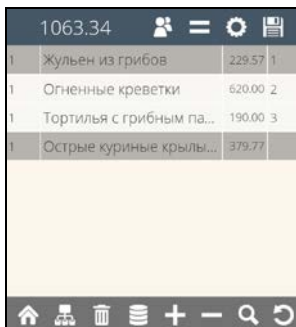 1063.34
1 Жульен из грибов 229.57 1
1 Огненные креветки 620.00 2
1 Тортилья с грибным па... 190.00 3
1 Острые куриные крылы... 379.77